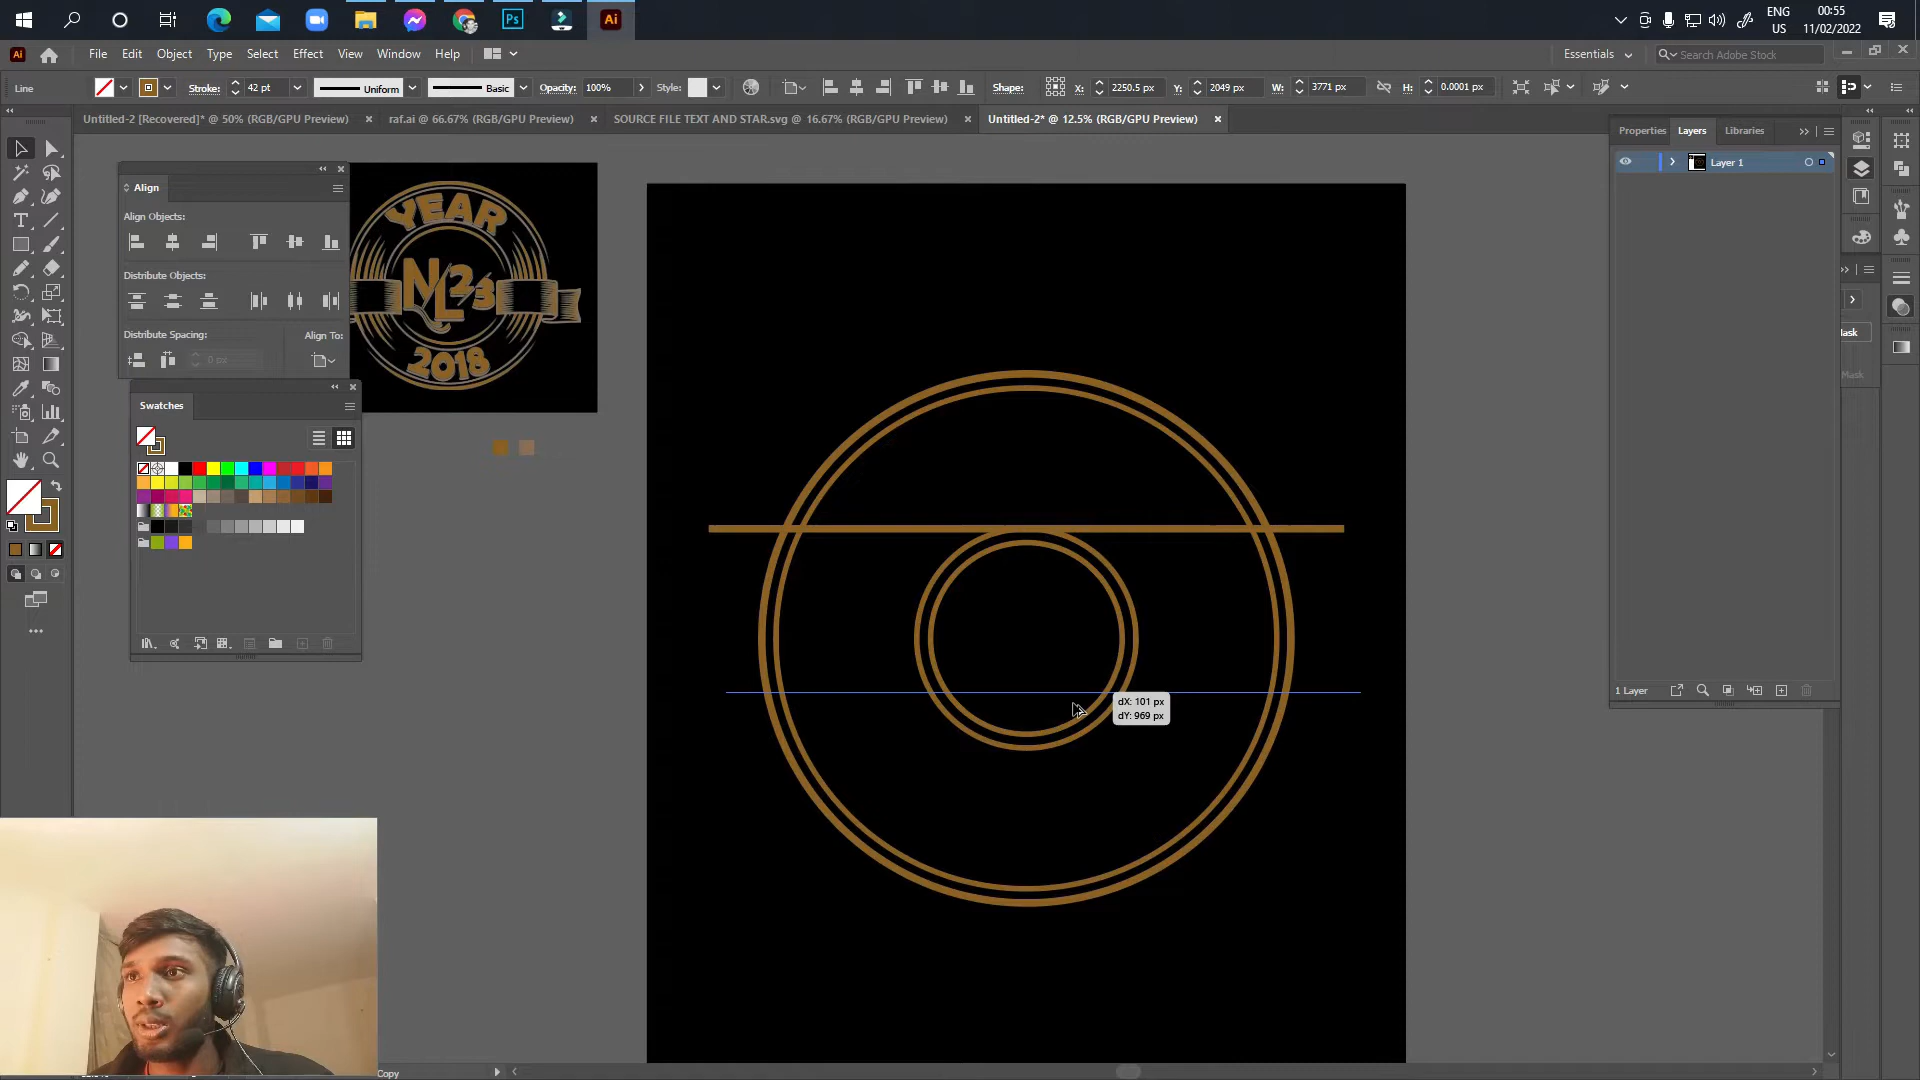 ENG
US
00:55
11/02/2022
Ps
Ai
Ai
File Edit Object Type Select Effect View Window Help
Essentials
Search Adobe Stock
Line
Stroke: 42 pt
Uniform
Basic
Opacity: 100%
Style:
Shape:
X: 2250.5 px
Y: 2049 px
W: 3771 px
H: 0.0001 px
Untitled-2 [Recovered]* @ 50% (RGB/GPU Preview)
raf.ai @ 66.67% (RGB/GPU Preview)
SOURCE FILE TEXT AND STAR.svg @ 16.67% (RGB/GPU Preview)
Untitled-2* @ 12.5% (RGB/GPU Preview)
Properties Layers Libraries
Layer 1
Align
Align Objects:
Distribute Objects:
Distribute Spacing:
Align To:
0 px
YEAR
NL23
2018
Swatches
dX: 101 px
dY: 969 px
1 Layer
Copy